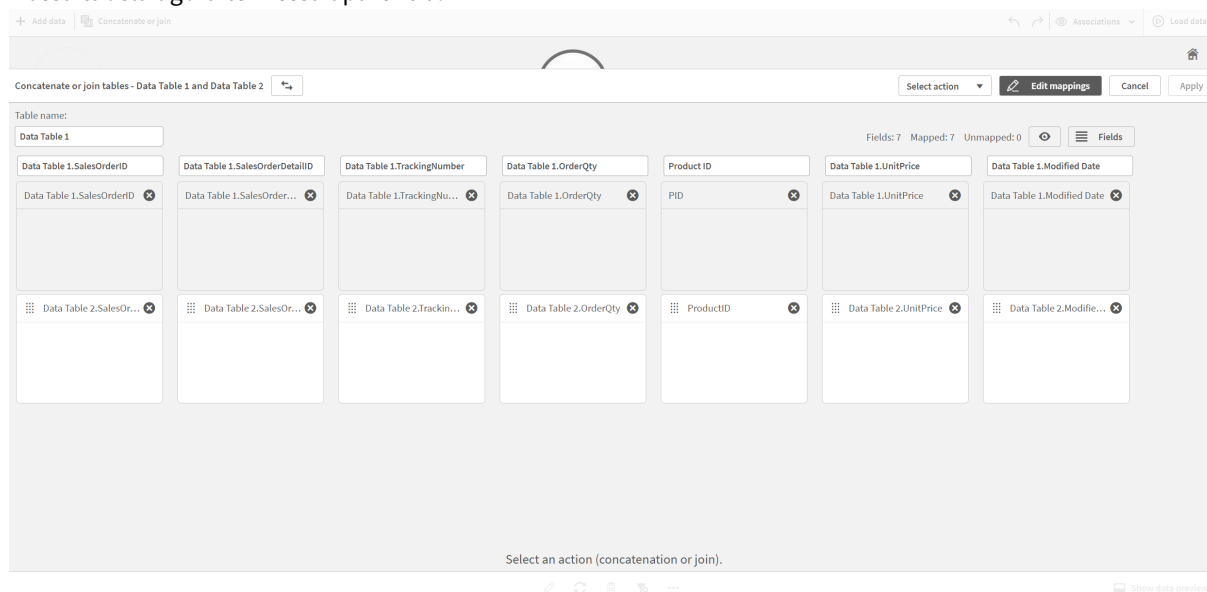 Add data Concatenate or join Associations Load data
Concatenate or join tables - Data Table 1 and Data Table 2 Select action Edit mappings Cancel Apply
Table name:
Data Table 1 Fields: 7 Mapped: 7 Unmapped: 0 Fields
Data Table 1.SalesOrderID Data Table 1.SalesOrderDetailID Data Table 1.TrackingNumber Data Table 1.OrderQty Product ID Data Table 1.UnitPrice Data Table 1.Modified Date
Data Table 1.SalesOrderID Data Table 1.SalesOrder... Data Table 1.TrackingNu... Data Table 1.OrderQty PID Data Table 1.UnitPrice Data Table 1.Modified Date
Data Table 2.SalesOr... Data Table 2.SalesOr... Data Table 2.Trackin... Data Table 2.OrderQty ProductID Data Table 2.UnitPrice Data Table 2.Modifie...
Select an action (concatenation or join).
Show data preview